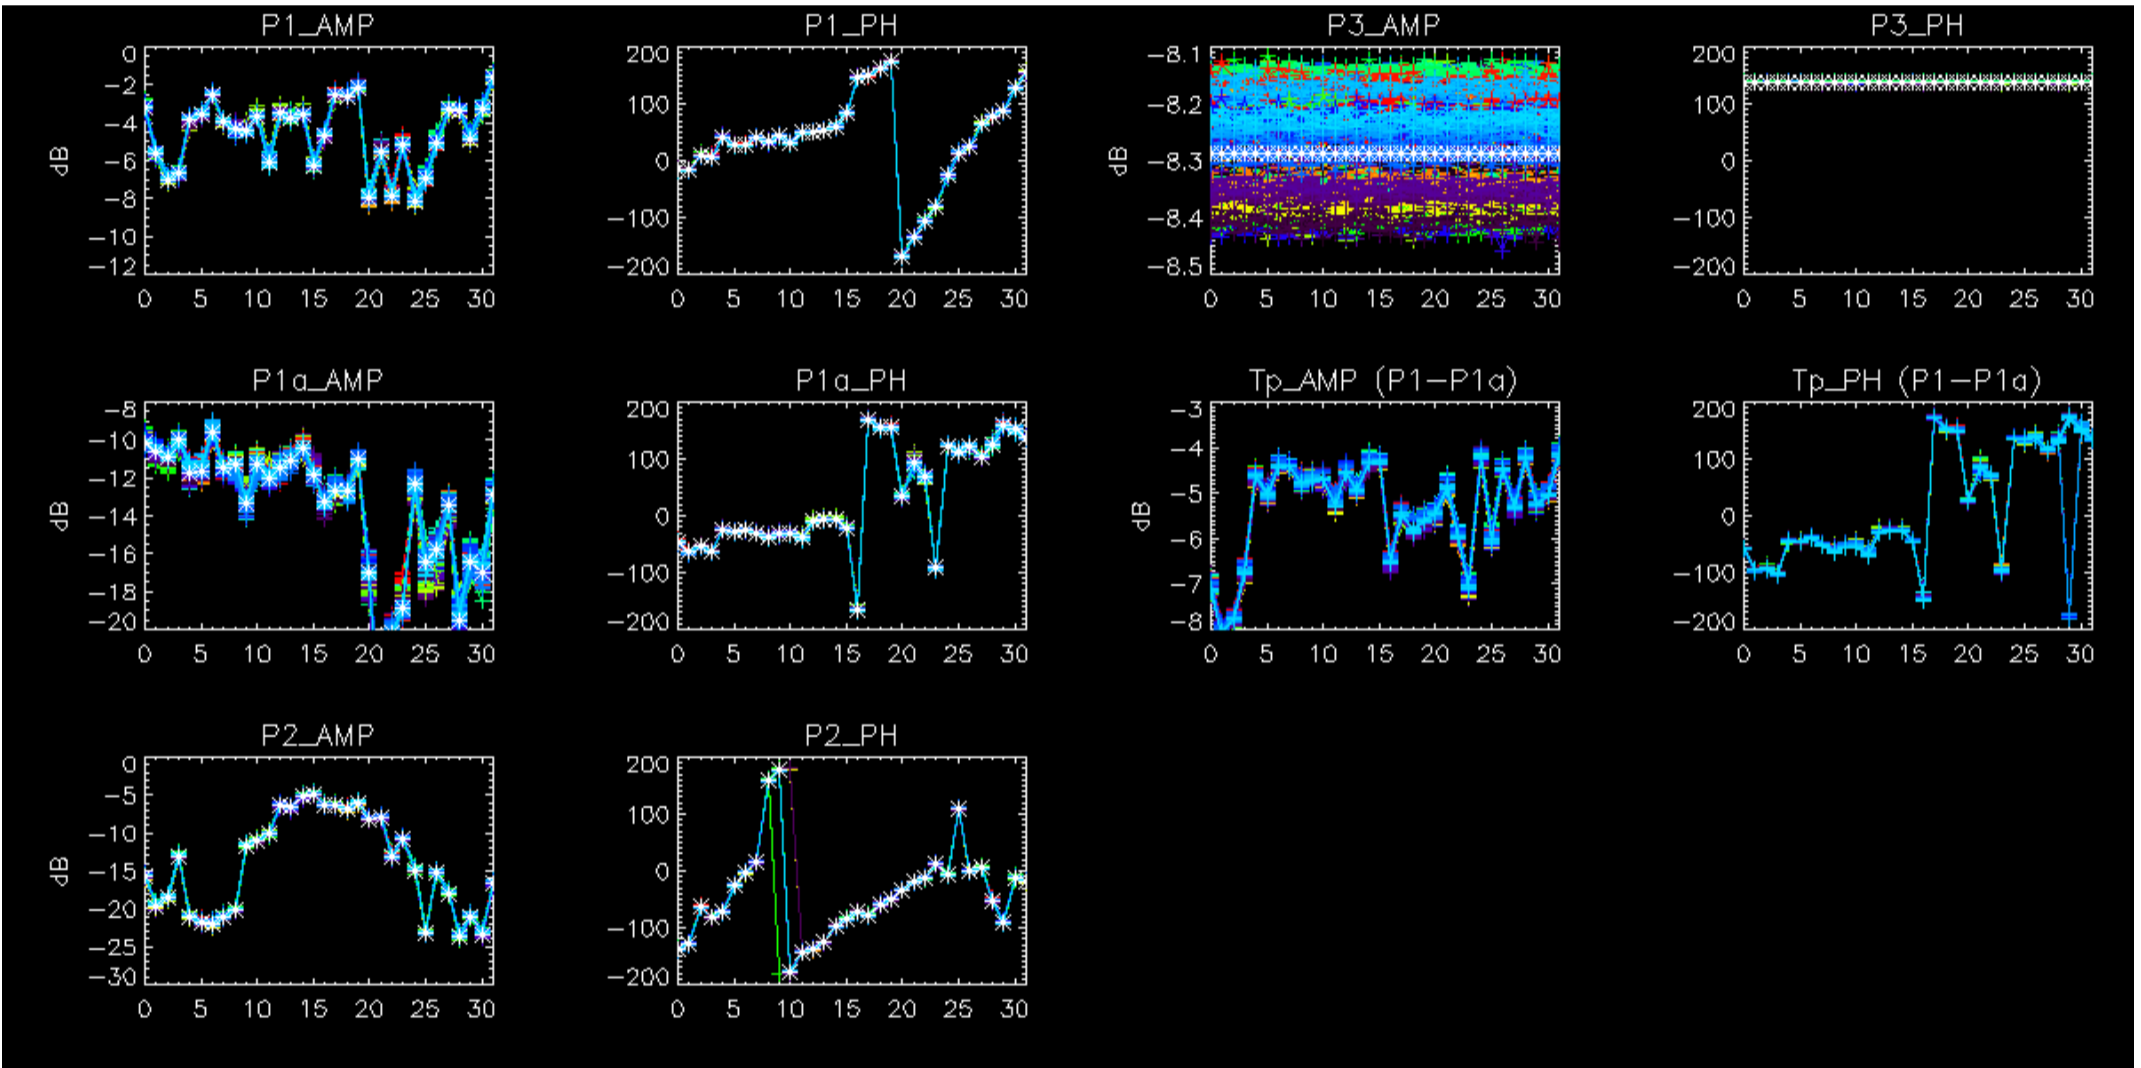 P1_AMP
P1_PH
P3_AMP
P3_PH
0
−2
−4
−6
−8
−10
−12
dB
0 5 10 15 20 25 30
200
100
0
−100
−200
0 5 10 15 20 25 30
−8.1
−8.2
−8.3
−8.4
−8.5
dB
0 5 10 15 20 25 30
200
100
0
−100
−200
0 5 10 15 20 25 30
P1a_AMP
P1a_PH
Tp_AMP (P1−P1a)
Tp_PH (P1−P1a)
−8
−10
−12
−14
−16
−18
−20
dB
0 5 10 15 20 25 30
200
100
0
−100
−200
0 5 10 15 20 25 30
−3
−4
−5
−6
−7
−8
dB
0 5 10 15 20 25 30
200
100
0
−100
−200
0 5 10 15 20 25 30
P2_AMP
P2_PH
0
−5
−10
−15
−20
−25
−30
dB
0 5 10 15 20 25 30
200
100
0
−100
−200
0 5 10 15 20 25 30